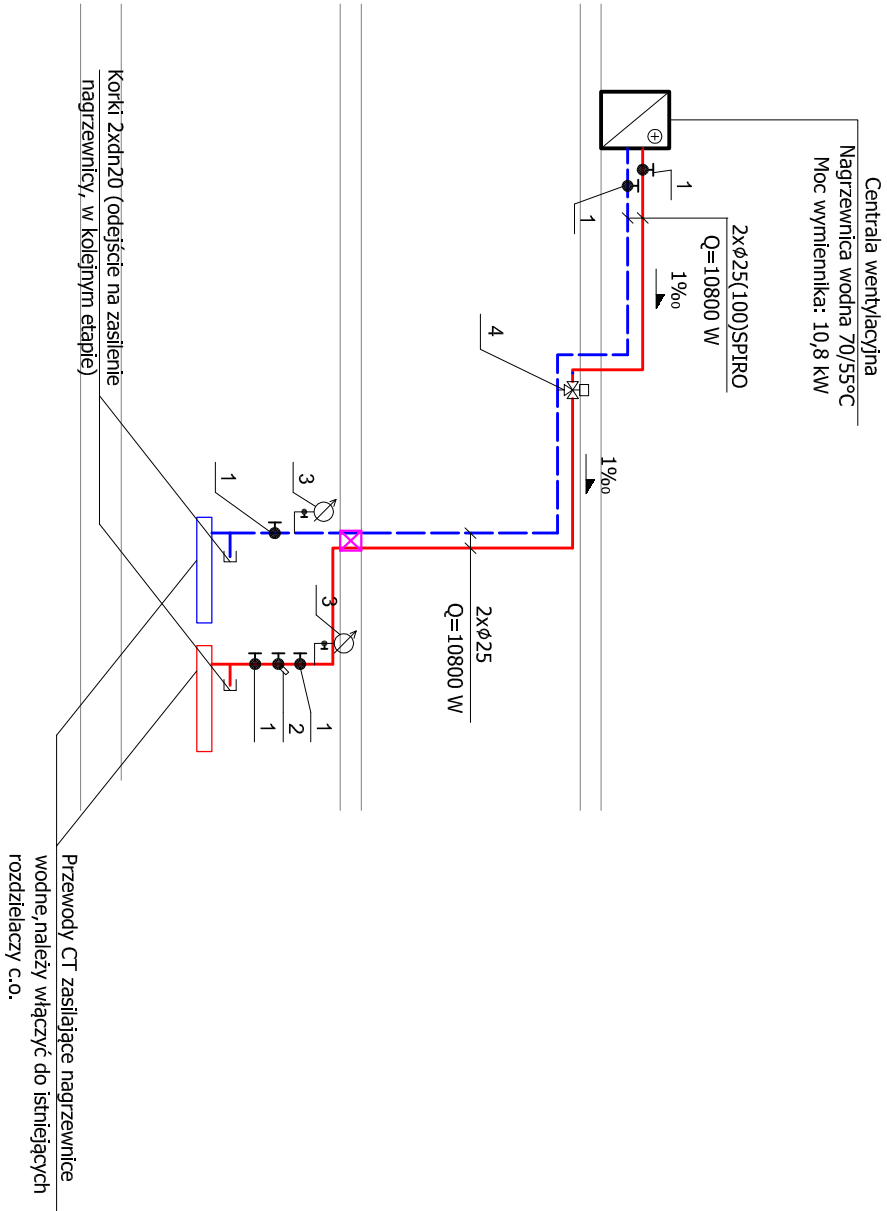 Centrala wentylacyjna
Nagrzewnica wodna 70/55°C
Moc wymiennika: 10,8 kW
1
1
2xϕ25(100)SPIRO
Q=10800 W
1‰
4
1‰
2xϕ25
Q=10800 W
3
1
3
1
2
1
Korki 2xdn20 (odejście na zasilenie
nagrzewnicy, w kolejnym etapie)
Przewody CT zasilające nagrzewnice
wodne,należy włączyć do istniejących
rozdzielaczy c.o.